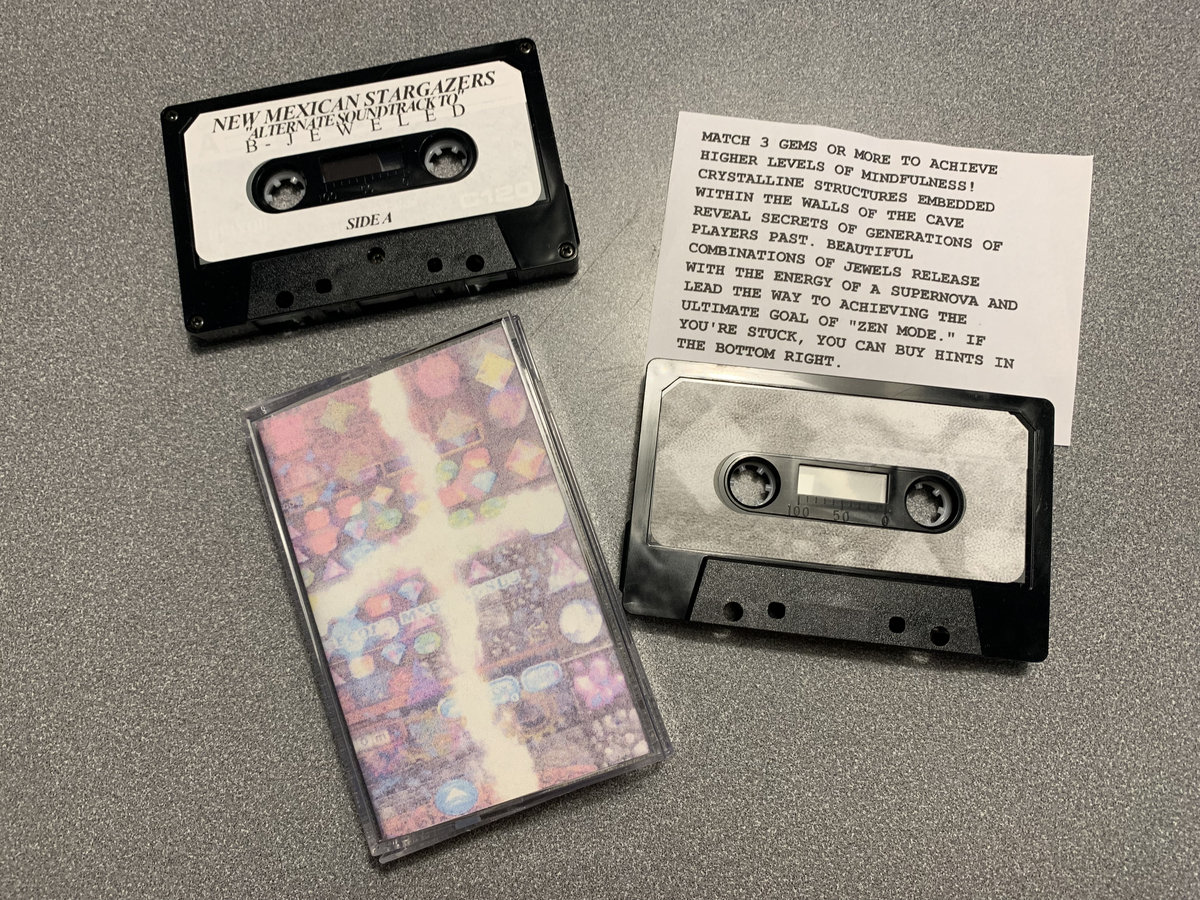 NEW MEXICAN STARGAZERS
"ALTERNATE SOUNDTRACK TO"
B-JEWELED
C120
SIDE A
MATCH 3 GEMS OR MORE TO ACHIEVE
HIGHER LEVELS OF MINDFULNESS!
CRYSTALLINE STRUCTURES EMBEDDED
WITHIN THE WALLS OF THE CAVE
REVEAL SECRETS OF GENERATIONS OF
PLAYERS PAST. BEAUTIFUL
COMBINATIONS OF JEWELS RELEASE
WITH THE ENERGY OF A SUPERNOVA AND
LEAD THE WAY TO ACHIEVING THE
ULTIMATE GOAL OF "ZEN MODE." IF
YOU'RE STUCK, YOU CAN BUY HINTS IN
THE BOTTOM RIGHT.
100 50 0